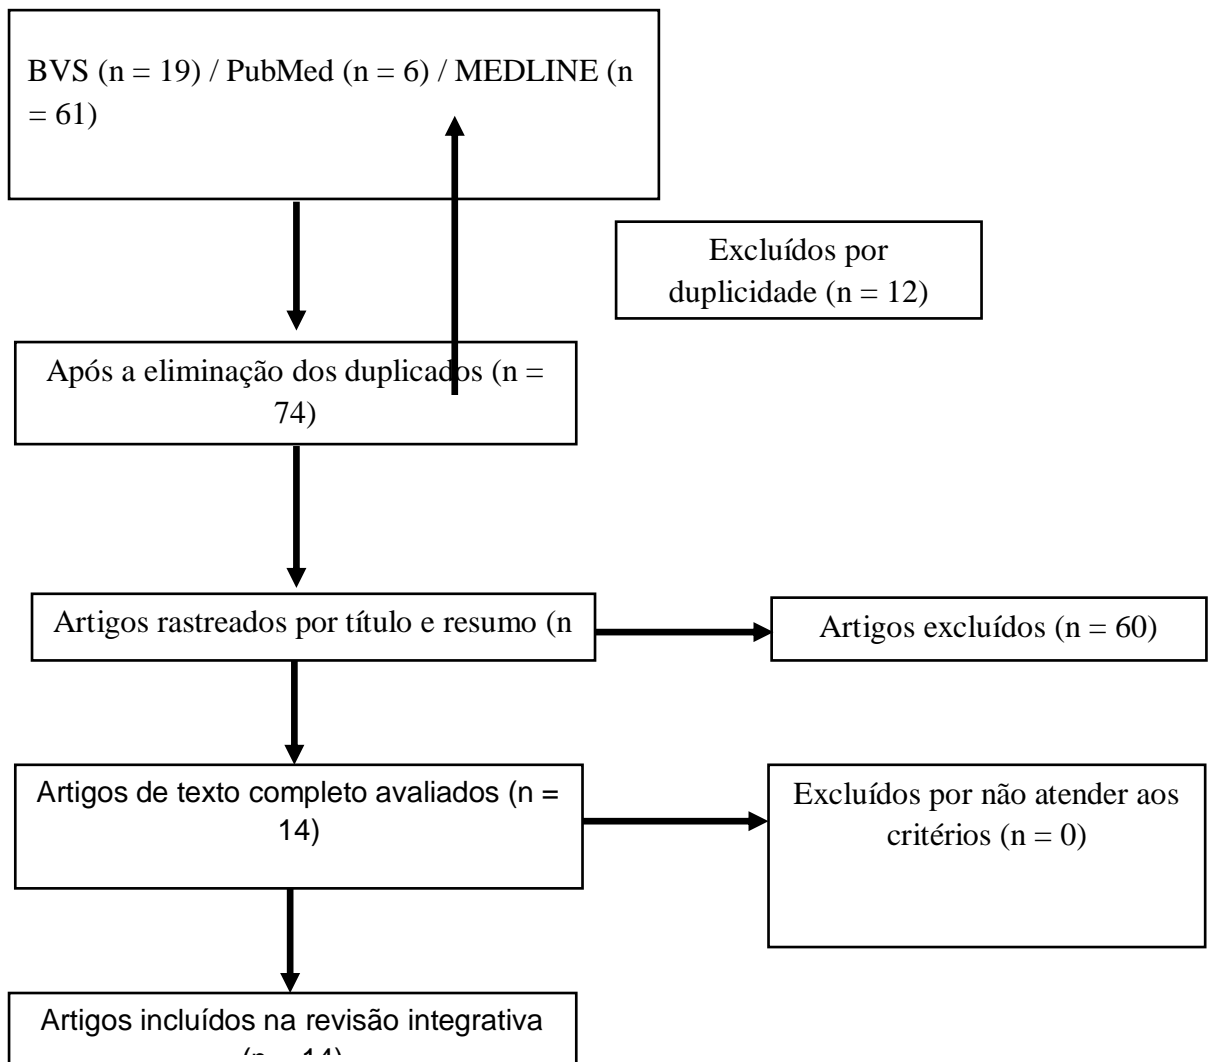 BVS (n = 19) / PubMed (n = 6) / MEDLINE (n
= 61)
Excluídos por
duplicidade (n = 12)
Após a eliminação dos duplicados (n =
74)
Artigos rastreados por título e resumo (n
Artigos excluídos (n = 60)
Artigos de texto completo avaliados (n =
14)
Excluídos por não atender aos
critérios (n = 0)
Artigos incluídos na revisão integrativa
(n = 14)